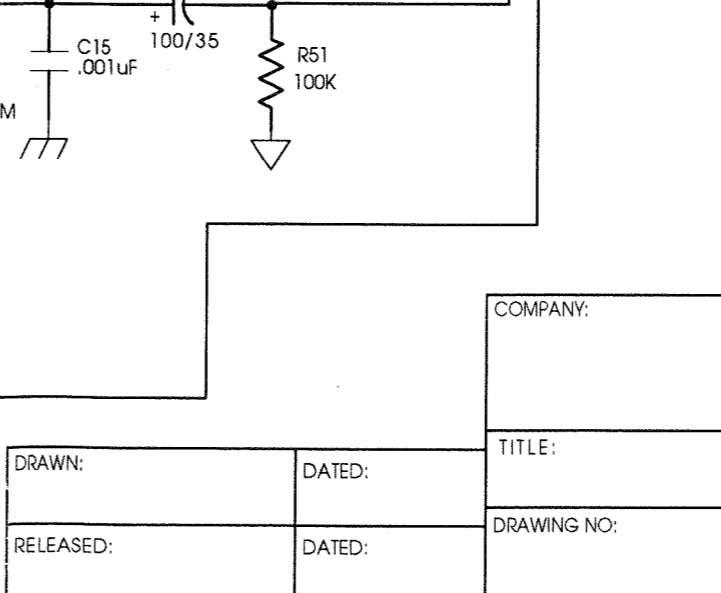 +
100/35
C15
.001uF
R51
100K
M
COMPANY:
TITLE:
DRAWN:
DATED:
DRAWING NO:
RELEASED:
DATED: